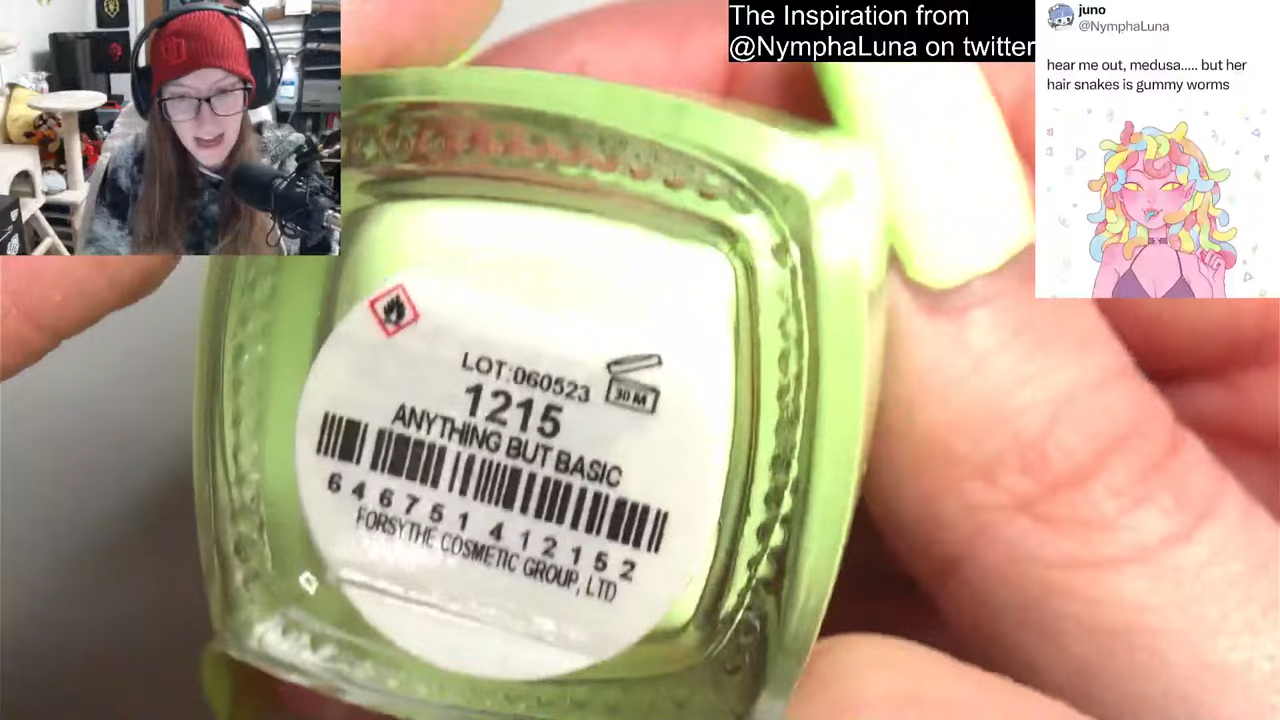 The Inspiration from
@NymphaLuna on twitter
juno
@NymphaLuna
hear me out, medusa..... but her
hair snakes is gummy worms
LOT:060523
30 M
1215
ANYTHING BUT BASIC
6 46751 41215 2
FORSYTHE COSMETIC GROUP, LTD